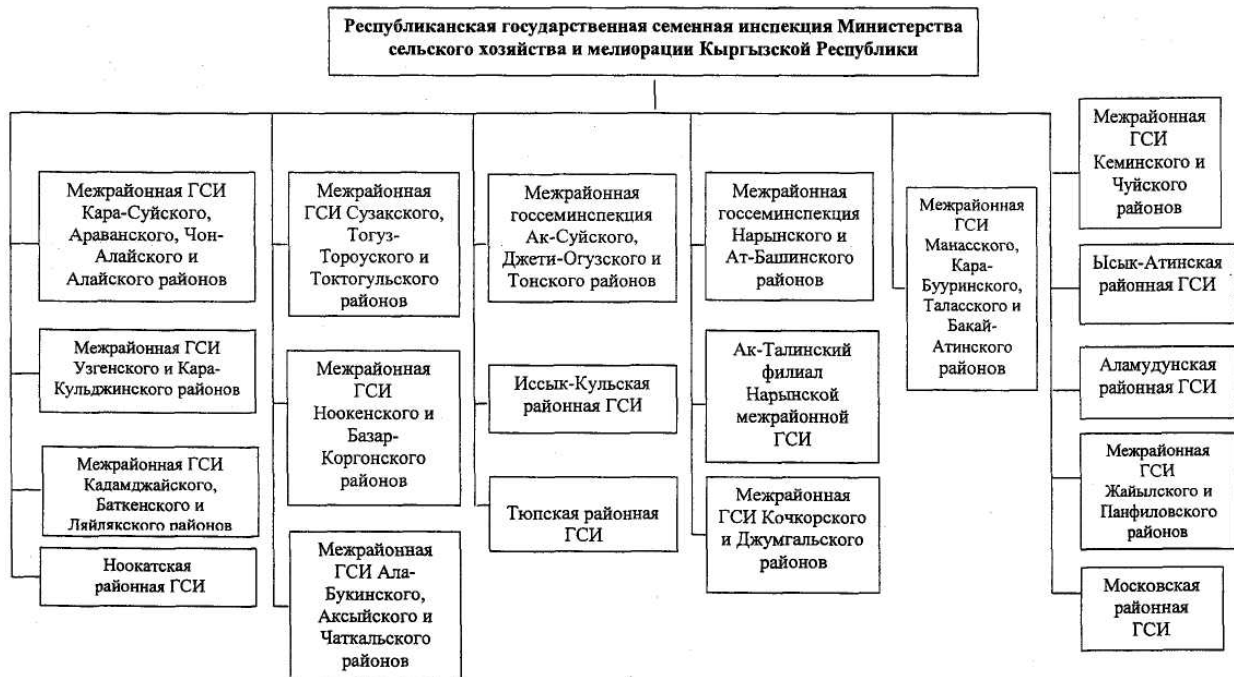 Республиканская государственная семенная инспекция Министерства
сельского хозяйства и мелиорации Кыргызской Республики
Межрайонная ГСИ
Кара-Суйского,
Араванского, Чон-
Алайского и
Алайского районов
Межрайонная ГСИ
Узгенского и Кара-
Кульджинского районов
Межрайонная ГСИ
Кадамджайского,
Баткенского и
Ляйлякского районов
Ноокатская
районная ГСИ
Межрайонная
ГСИ Сузакского,
Тогуз-
Тороуского и
Токтогульского
районов
Межрайонная
ГСИ
Ноокенского и
Базар-
Коргонского
районов
Межрайонная
ГСИ Ала-
Букинского,
Аксыйского и
Чаткальского
районов
Межрайонная
госсеминспекция
Ак-Суйского,
Джети-Огузского и
Тонского районов
Иссык-Кульская
районная ГСИ
Тюпская районная
ГСИ
Межрайонная
госсеминспекция
Нарынского и
Ат-Башинского
районов
Ак-Талинский
филиал
Нарынской
межрайонной
ГСИ
Межрайонная
ГСИ Кочкорского
и Джумгальского
районов
Межрайонная
ГСИ
Манасского,
Кара-
Бууринского,
Таласского и
Бакай-
Атинского
районов
Межрайонная
ГСИ
Кеминского и
Чуйского
районов
Ысык-Атинская
районная ГСИ
Аламудунская
районная ГСИ
Межрайонная
ГСИ
Жайылского и
Панфиловского
районов
Московская
районная
ГСИ